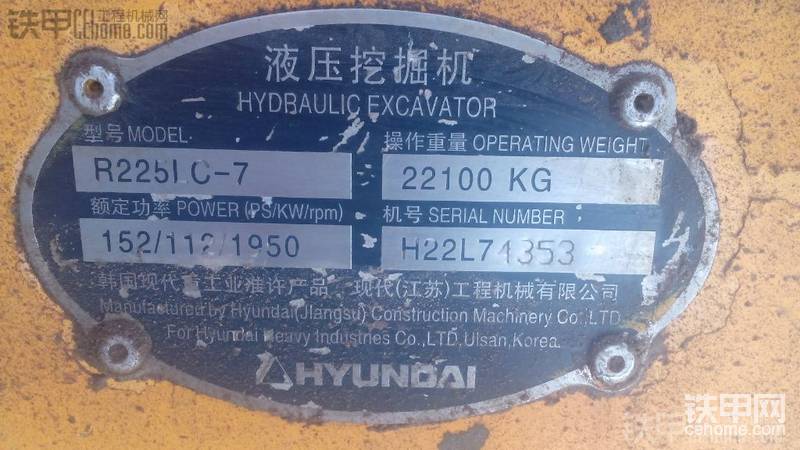 铁甲 工程机械网
Cehome.com
液压挖掘机
HYDRAULIC EXCAVATOR
型号 MODEL 操作重量 OPERATING WEIGHT
R225LC-7 22100 KG
额定功率 POWER (PS/KW/rpm) 机号 SERIAL NUMBER
152/112/1950 H22L74353
韩国现代重工业准许产品 现代(江苏)工程机械有限公司
Manufactured by Hyundai(Jiangsu) Construction Machinery Co.,LTD
For Hyundai Heavy Industries Co.,LTD. Ulsan, Korea.
HYUNDAI
铁甲网
cehome.com